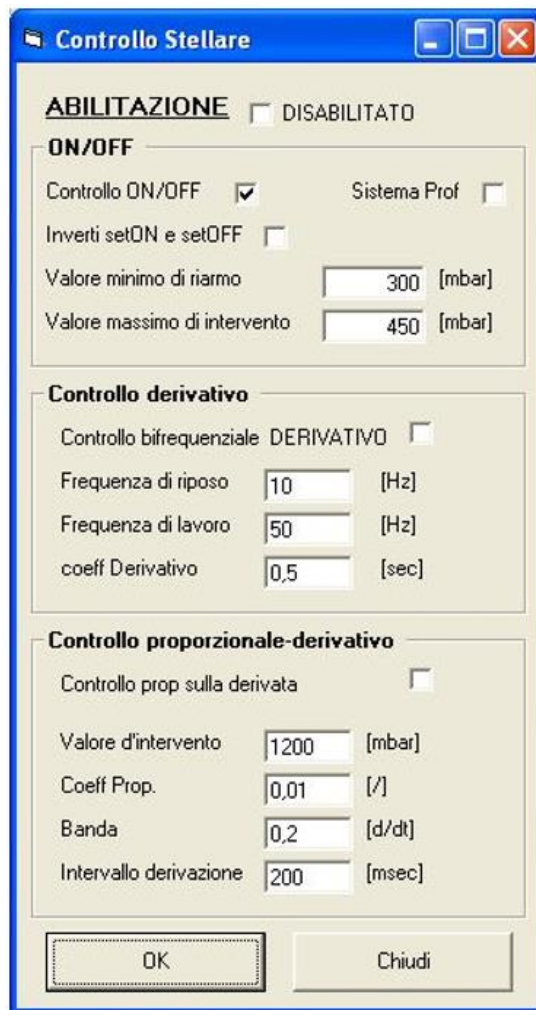 Controllo Stellare
ABILITAZIONE DISABILITATO
ON/OFF
Controllo ON/OFF Sistema Prof
Inverti setON e setOFF
Valore minimo di riarmo 300 [mbar]
Valore massimo di intervento 450 [mbar]
Controllo derivativo
Controllo bifrequenziale DERIVATIVO
Frequenza di riposo 10 [Hz]
Frequenza di lavoro 50 [Hz]
coeff Derivativo 0,5 [sec]
Controllo proporzionale-derivativo
Controllo prop sulla derivata
Valore d'intervento 1200 [mbar]
Coeff Prop. 0,01 [/]
Banda 0,2 [d/dt]
Intervallo derivazione 200 [msec]
OK Chiudi